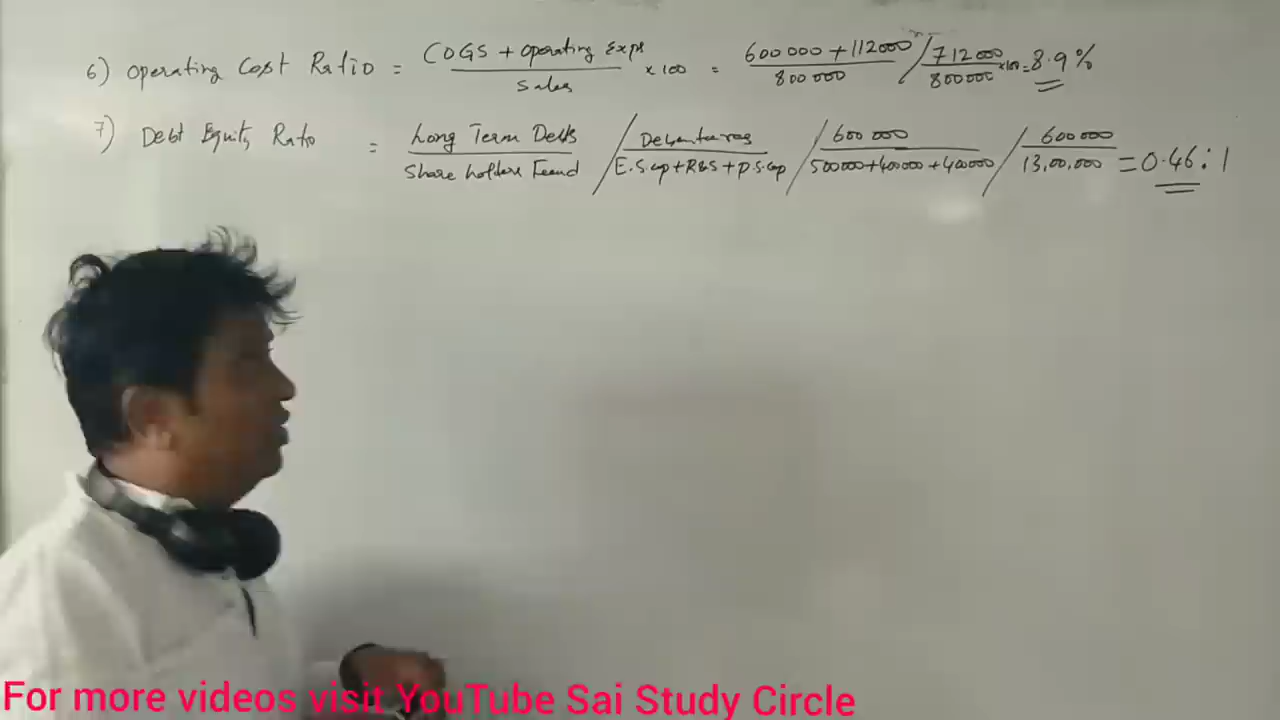 6) Operating Cost Ratio = COGS + Operating Exps / Sales × 100 = 600000 + 112000 / 800000 / 712000 / 800000 × 100 = 8.9 %
7) Debt Equity Ratio = Long Term Debts / Share holders Fund / Debentures / E.S.cap + R&S + P.S.cap / 600000 / 500000 + 400000 + 400000 / 600000 / 13,00,000 = 0.46 : 1
For more videos visit YouTube Sai Study Circle